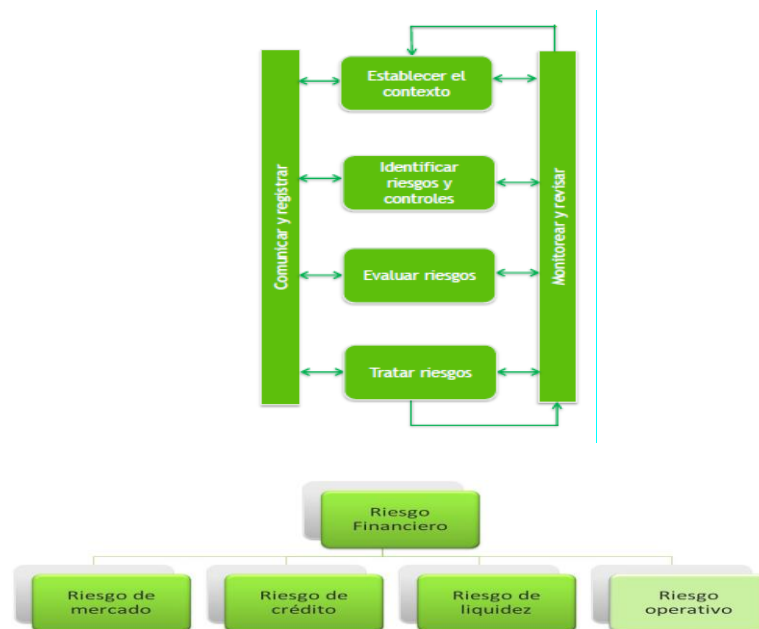 Comunicar y registrar
Establecer el
contexto
Identificar
riesgos y
controles
Evaluar riesgos
Tratar riesgos
Monitorear y revisar
Riesgo
Financiero
Riesgo de
mercado
Riesgo de
crédito
Riesgo de
liquidez
Riesgo
operativo